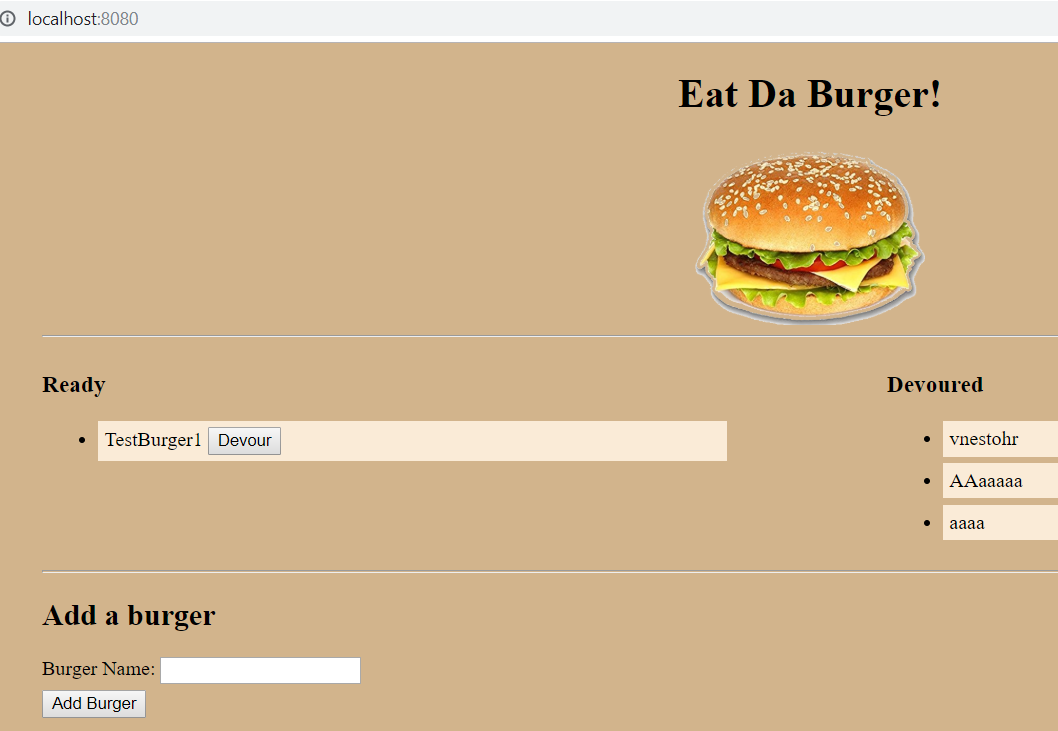 localhost:8080
Eat Da Burger!
Ready
TestBurger1 Devour
Devoured
vnestohr
AAaaaaa
aaaa
Add a burger
Burger Name:
Add Burger